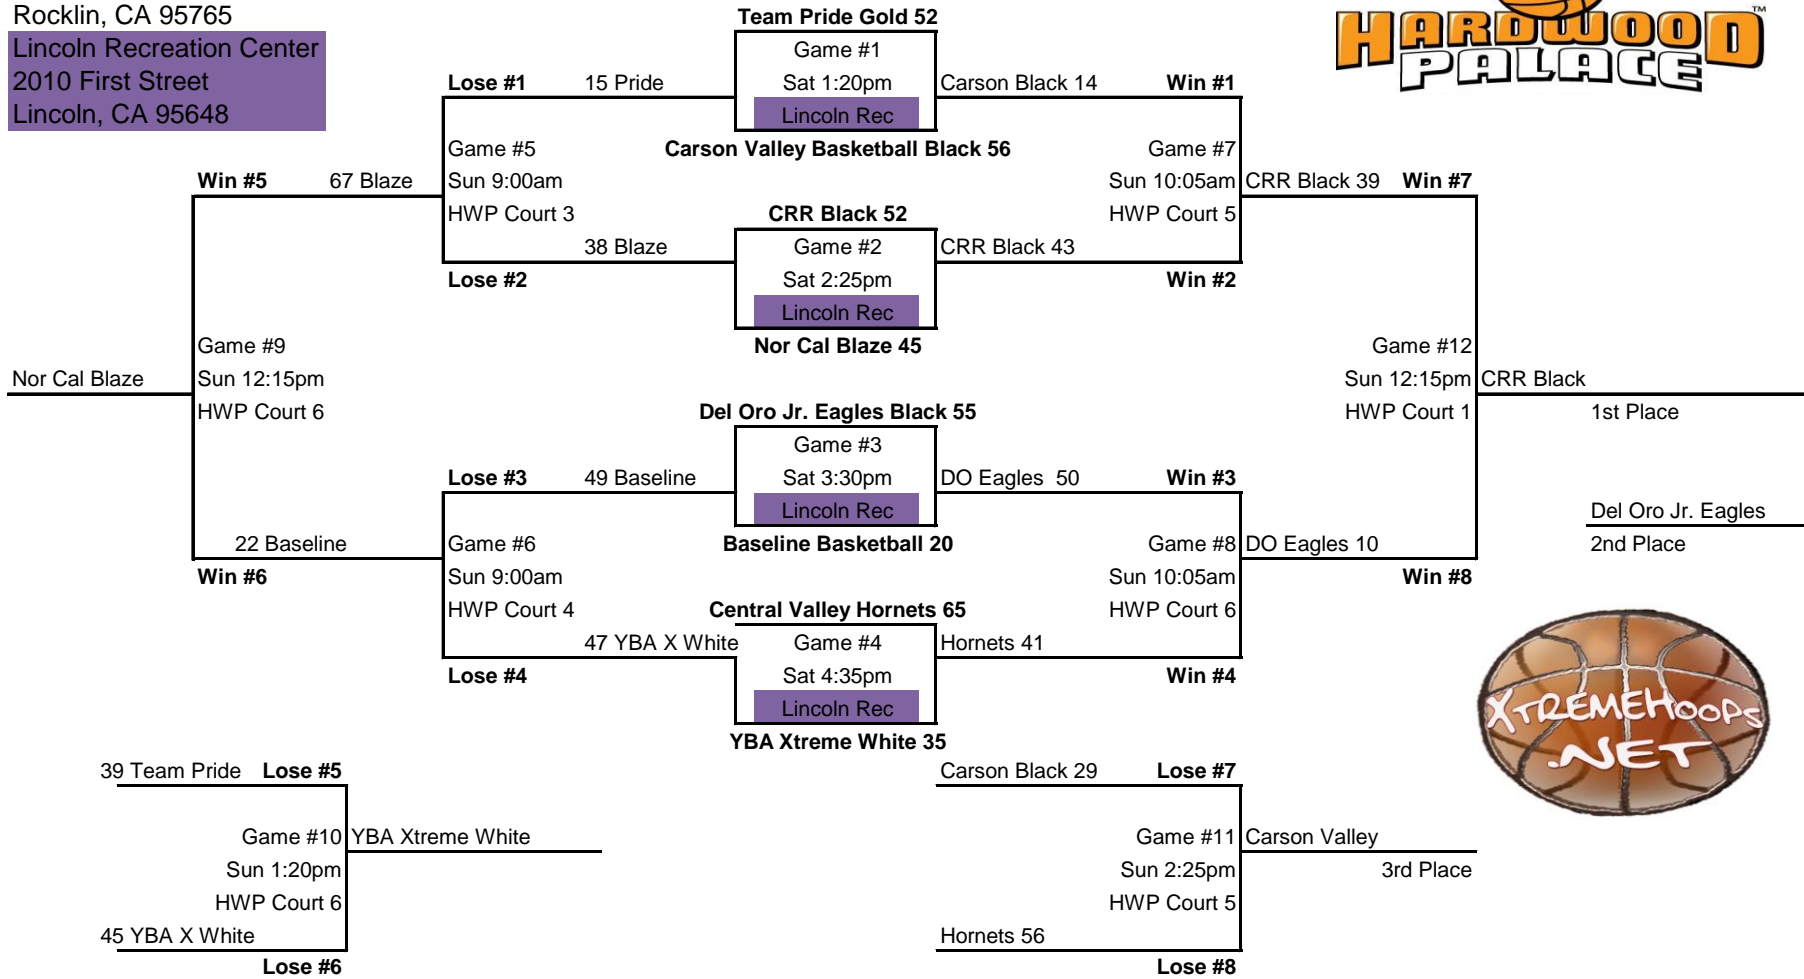 Rocklin, CA 95765
Lincoln Recreation Center
2010 First Street
Lincoln, CA 95648
HARDWOOD
PALACE
TM
Team Pride Gold 52
Game #1
Lose #1 15 Pride Sat 1:20pm Carson Black 14 Win #1
Lincoln Rec
Game #5 Carson Valley Basketball Black 56 Game #7
Win #5 67 Blaze Sun 9:00am Sun 10:05am CRR Black 39 Win #7
HWP Court 3 CRR Black 52 HWP Court 5
38 Blaze Game #2 CRR Black 43
Lose #2 Sat 2:25pm Win #2
Lincoln Rec
Game #9 Nor Cal Blaze 45 Game #12
Nor Cal Blaze Sun 12:15pm Sun 12:15pm CRR Black
HWP Court 6 Del Oro Jr. Eagles Black 55 HWP Court 1 1st Place
Game #3
Lose #3 49 Baseline Sat 3:30pm DO Eagles 50 Win #3
Lincoln Rec Del Oro Jr. Eagles
22 Baseline Game #6 Baseline Basketball 20 Game #8 DO Eagles 10 2nd Place
Win #6 Sun 9:00am Sun 10:05am Win #8
HWP Court 4 Central Valley Hornets 65 HWP Court 6
47 YBA X White Game #4 Hornets 41
Lose #4 Sat 4:35pm Win #4
Lincoln Rec
YBA Xtreme White 35
XTREMEHOOPS
.NET
39 Team Pride Lose #5 Carson Black 29 Lose #7
Game #10 YBA Xtreme White Game #11 Carson Valley
Sun 1:20pm Sun 2:25pm 3rd Place
HWP Court 6 HWP Court 5
45 YBA X White Hornets 56
Lose #6 Lose #8